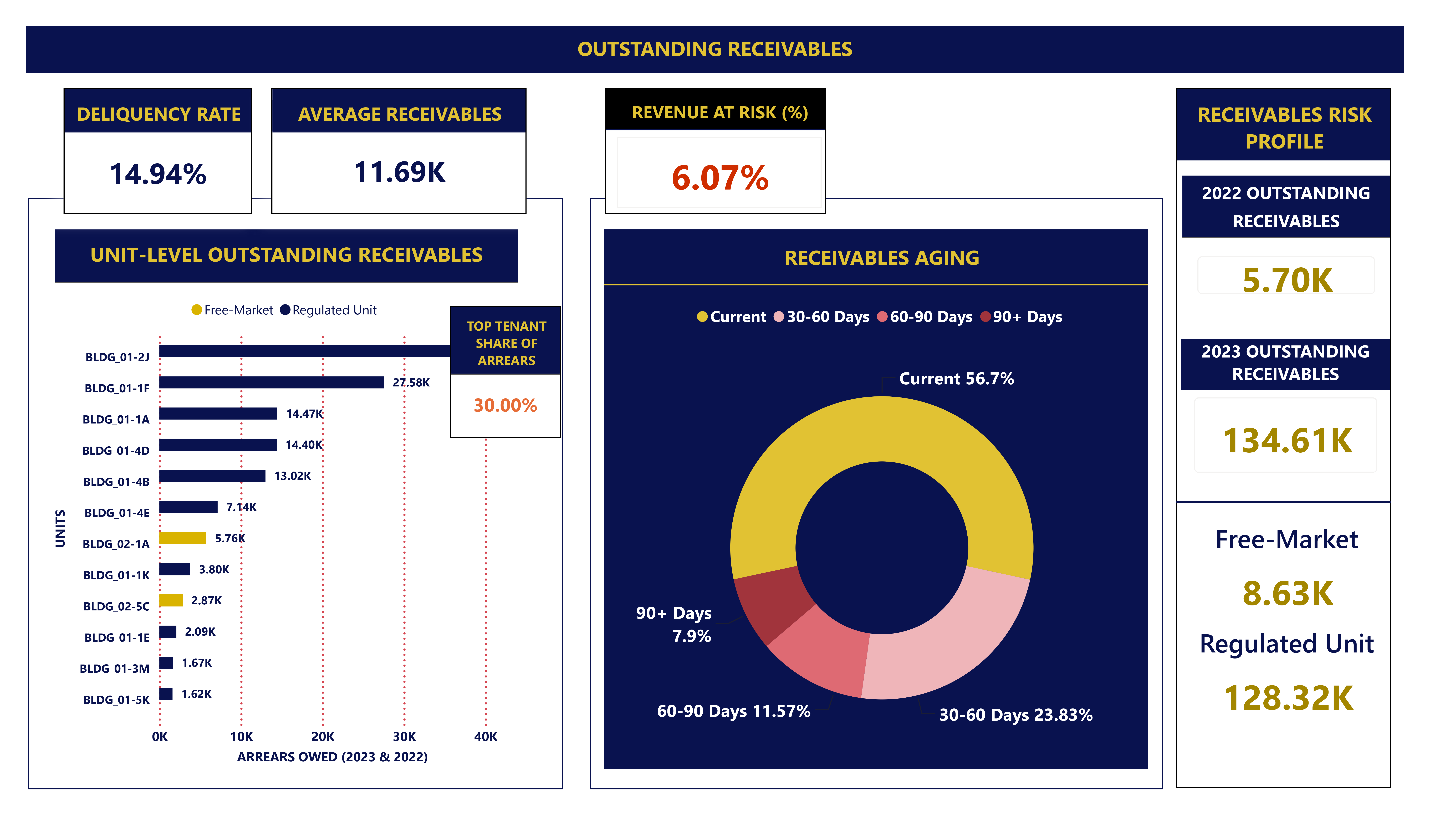 OUTSTANDING RECEIVABLES
DELIQUENCY RATE
14.94%
AVERAGE RECEIVABLES
11.69K
REVENUE AT RISK (%)
6.07%
UNIT-LEVEL OUTSTANDING RECEIVABLES
Free-Market Regulated Unit
TOP TENANT
SHARE OF
ARREARS
30.00%
UNITS
BLDG_01-2J
BLDG_01-1F 27.58K
BLDG_01-1A 14.47K
BLDG_01-4D 14.40K
BLDG_01-4B 13.02K
BLDG_01-4E 7.14K
BLDG_02-1A 5.76K
BLDG_01-1K 3.80K
BLDG_02-5C 2.87K
BLDG_01-1E 2.09K
BLDG_01-3M 1.67K
BLDG_01-5K 1.62K
0K 10K 20K 30K 40K
ARREARS OWED (2023 & 2022)
RECEIVABLES AGING
Current 30-60 Days 60-90 Days 90+ Days
Current 56.7%
90+ Days
7.9%
60-90 Days 11.57%
30-60 Days 23.83%
RECEIVABLES RISK
PROFILE
2022 OUTSTANDING
RECEIVABLES
5.70K
2023 OUTSTANDING
RECEIVABLES
134.61K
Free-Market
8.63K
Regulated Unit
128.32K